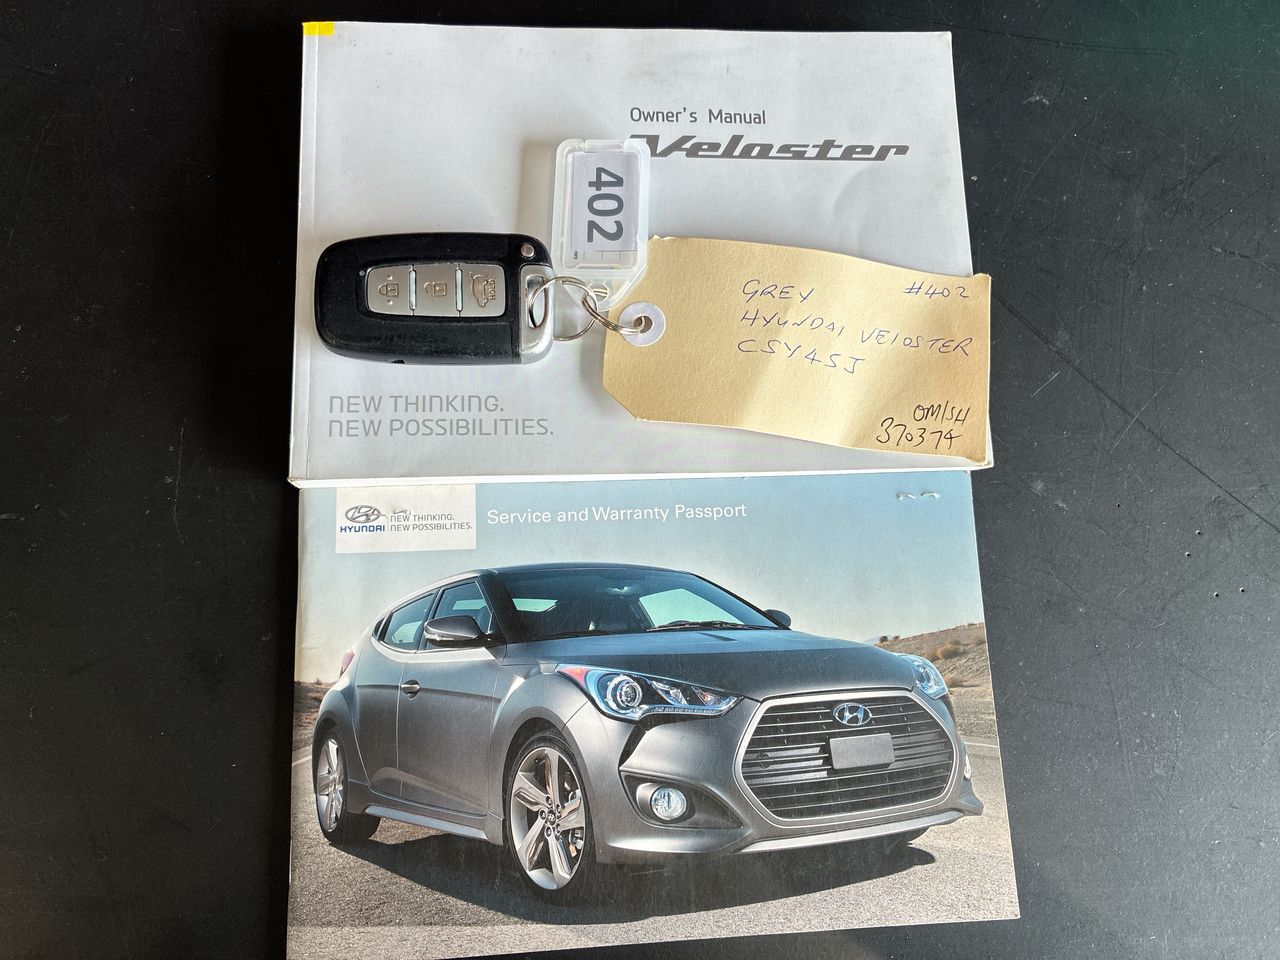 Owner's Manual
Veloster
402
GREY #402
HYUNDAI VElOSTER
CSY45J
OM/SH
370374
NEW THINKING.
NEW POSSIBILITIES.
HYUNDAI
NEW THINKING.
NEW POSSIBILITIES.
Service and Warranty Passport